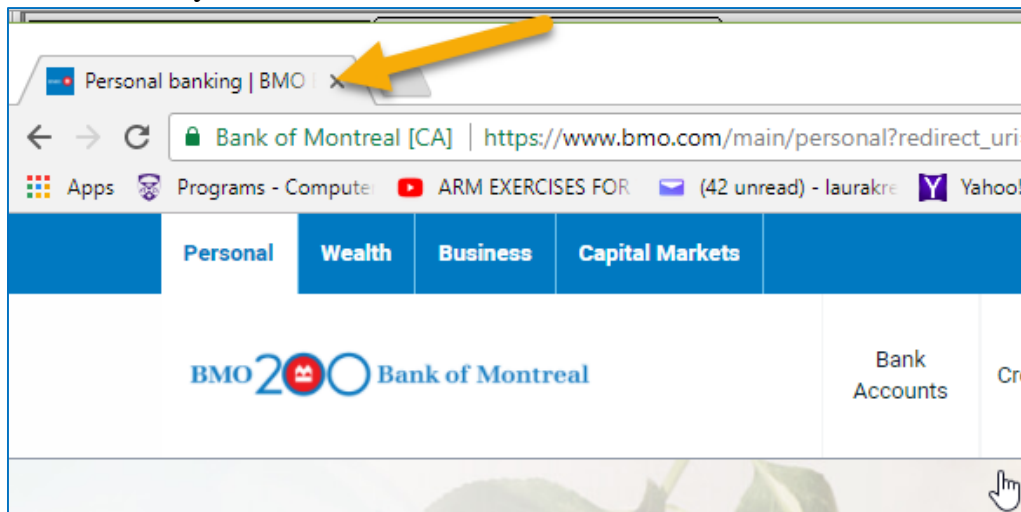 Personal banking | BMO
Bank of Montreal [CA] | https://www.bmo.com/main/personal?redirect_uri
Apps Programs - Compute ARM EXERCISES FOR (42 unread) - laurakre Yahoo!
Personal Wealth Business Capital Markets
BMO 200 Bank of Montreal
Bank
Accounts